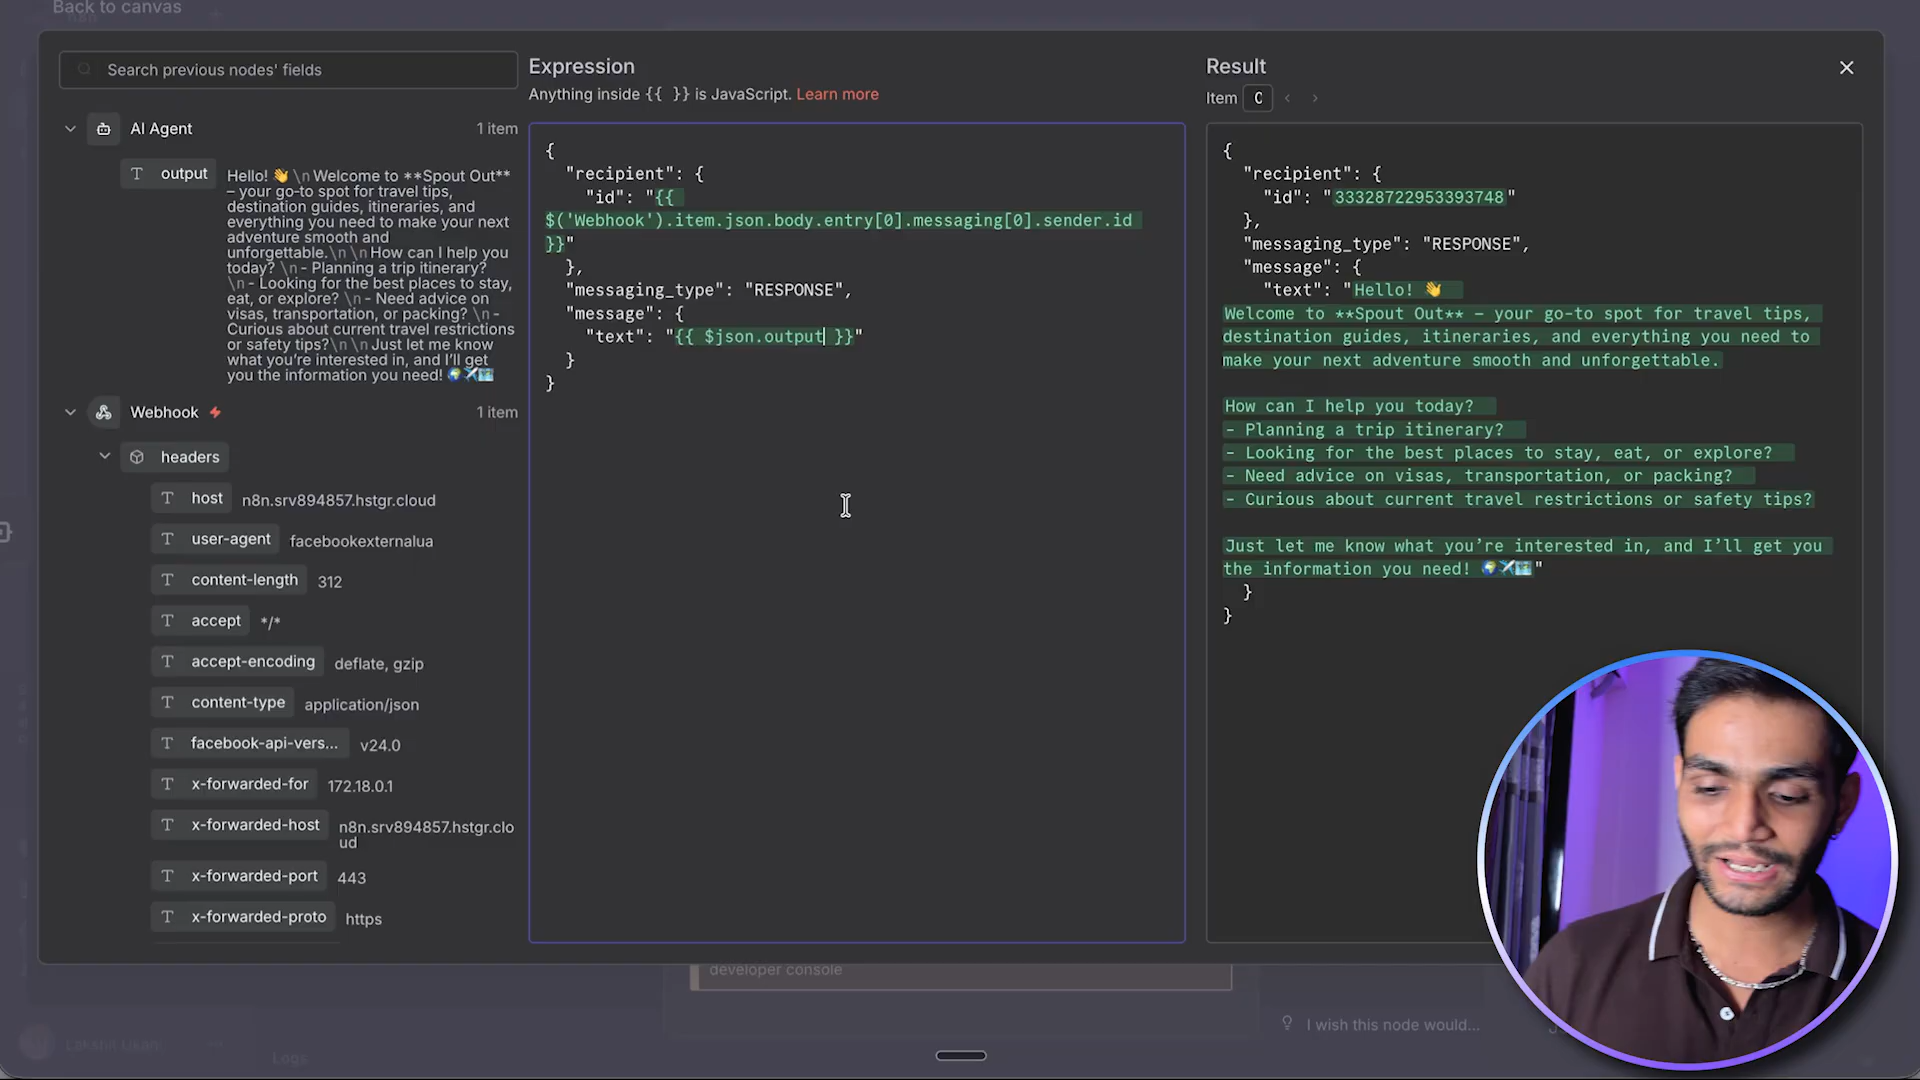 Back to canvas
Search previous nodes' fields
AI Agent
1 item
output
Hello! 👋 \n Welcome to **Spout Out**
– your go-to spot for travel tips,
destination guides, itineraries, and
everything you need to make your next
adventure smooth and
unforgettable.\n\n How can I help you
today? \n - Planning a trip itinerary?
\n - Looking for the best places to stay,
eat, or explore? \n - Need advice on
visas, transportation, or packing? \n -
Curious about current travel restrictions
or safety tips?\n\n Just let me know
what you’re interested in, and I’ll get
you the information you need! 🌍✈️🗺️
Webhook
1 item
headers
host n8n.srv894857.hstgr.cloud
user-agent facebookexternalua
content-length 312
accept */*
accept-encoding deflate, gzip
content-type application/json
facebook-api-vers... v24.0
x-forwarded-for 172.18.0.1
x-forwarded-host n8n.srv894857.hstgr.clo
ud
x-forwarded-port 443
x-forwarded-proto https
Expression
Anything inside {{ }} is JavaScript. Learn more
{
"recipient": {
"id": "{{
$('Webhook').item.json.body.entry[0].messaging[0].sender.id
}}"
},
"messaging_type": "RESPONSE",
"message": {
"text": "{{ $json.output }}"
}
}
Result
Item
{
"recipient": {
"id": "33328722953393748"
},
"messaging_type": "RESPONSE",
"message": {
"text": "Hello! 👋
Welcome to **Spout Out** – your go-to spot for travel tips,
destination guides, itineraries, and everything you need to
make your next adventure smooth and unforgettable.
How can I help you today?
- Planning a trip itinerary?
- Looking for the best places to stay, eat, or explore?
- Need advice on visas, transportation, or packing?
- Curious about current travel restrictions or safety tips?
Just let me know what you’re interested in, and I’ll get you
the information you need! 🌍✈️🗺️"
}
}
developer console
I wish this node would...
Logs